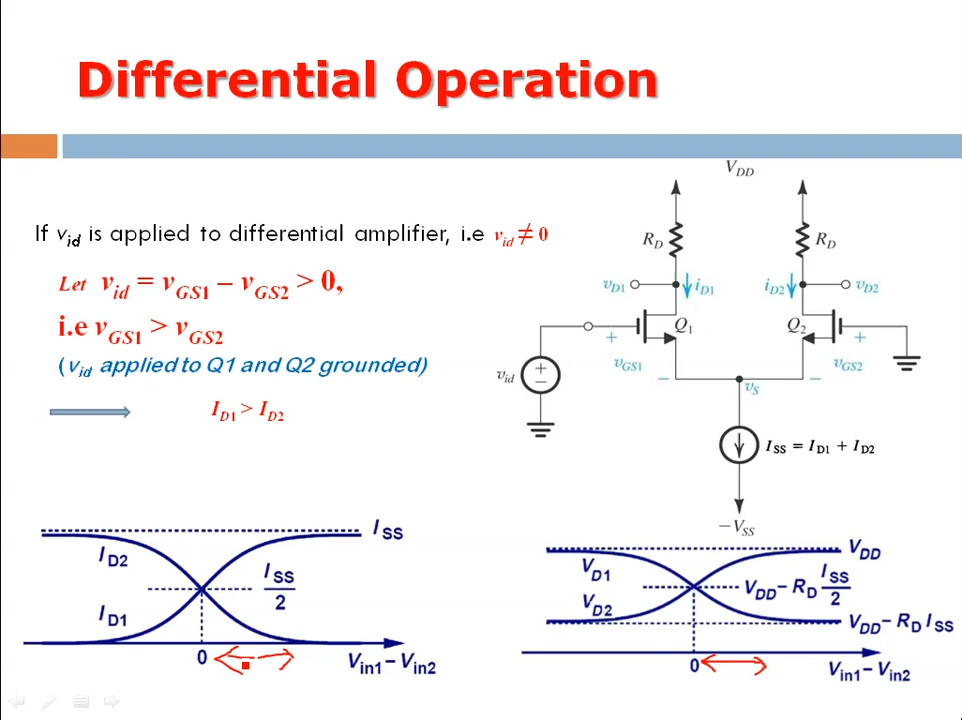 Differential Operation
If v_id is applied to differential amplifier, i.e v_id ≠ 0
Let v_id = v_GS1 – v_GS2 > 0,
i.e v_GS1 > v_GS2
(v_id applied to Q1 and Q2 grounded)
I_D1 > I_D2
V_DD
R_D
R_D
v_D1
i_D1
i_D2
v_D2
Q_1
Q_2
+
+
v_GS1
v_GS2
v_id
+
−
−
−
v_S
I_SS = I_D1 + I_D2
−V_SS
I_SS
I_D2
I_SS/2
I_D1
0
V_in1 − V_in2
V_DD
V_D1
V_DD − R_D I_SS/2
V_D2
V_DD − R_D I_SS
0
V_in1 − V_in2